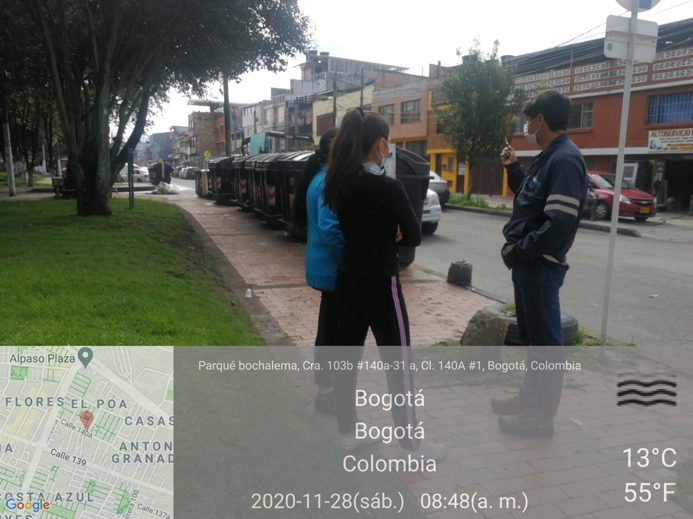 AUTOSERVICIO
Alpaso Plaza
FLORES
EL POA
CASAS
Calle 140A
ANTON
GRANAD
Calle 139
COSTA AZUL
Calle 137A
Google
Parqué bochalema, Cra. 103b #140a-31 a, Cl. 140A #1, Bogotá, Colombia
Bogotá
Bogotá
Colombia
2020-11-28(sáb.) 08:48(a. m.)
13°C
55°F